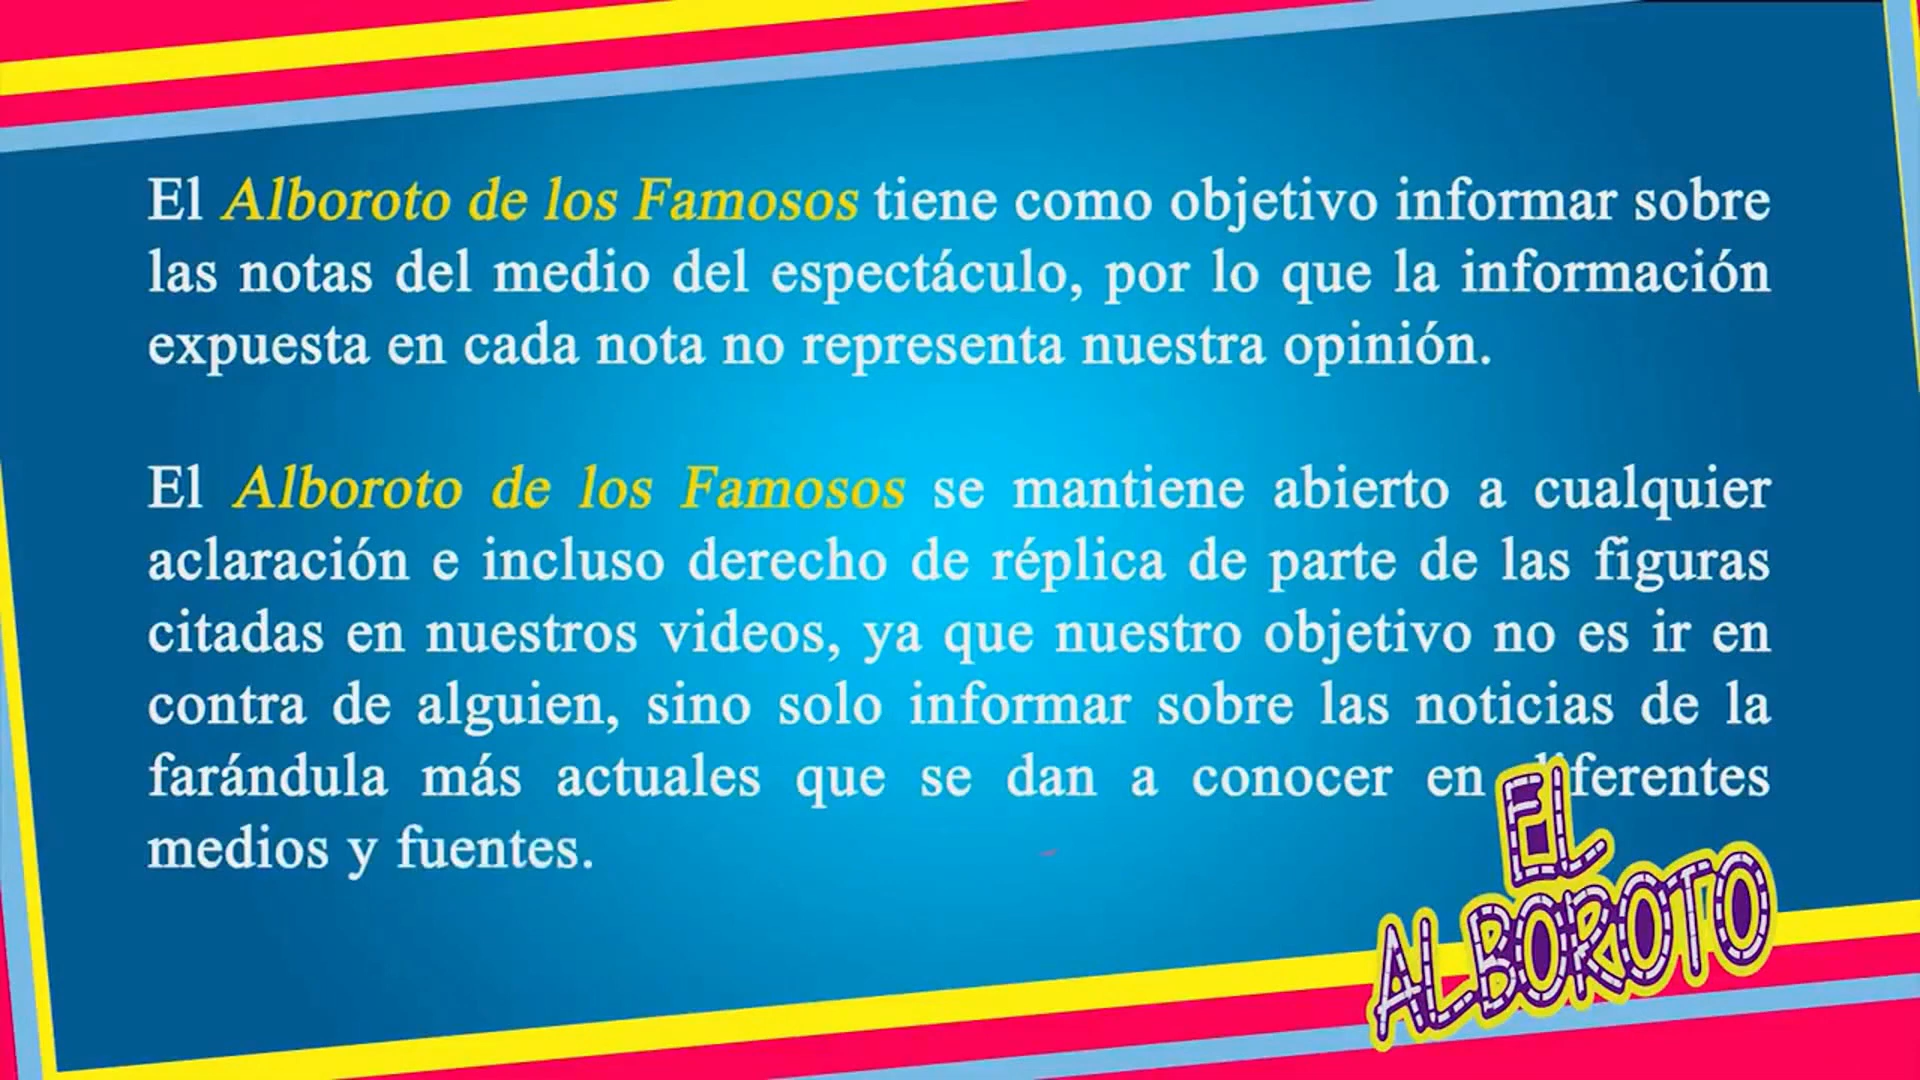 El Alboroto de los Famosos tiene como objetivo informar sobre
las notas del medio del espectáculo, por lo que la información
expuesta en cada nota no representa nuestra opinión.
El Alboroto de los Famosos se mantiene abierto a cualquier
aclaración e incluso derecho de réplica de parte de las figuras
citadas en nuestros videos, ya que nuestro objetivo no es ir en
contra de alguien, sino solo informar sobre las noticias de la
farándula más actuales que se dan a conocer en diferentes
medios y fuentes.
EL
ALBOROTO